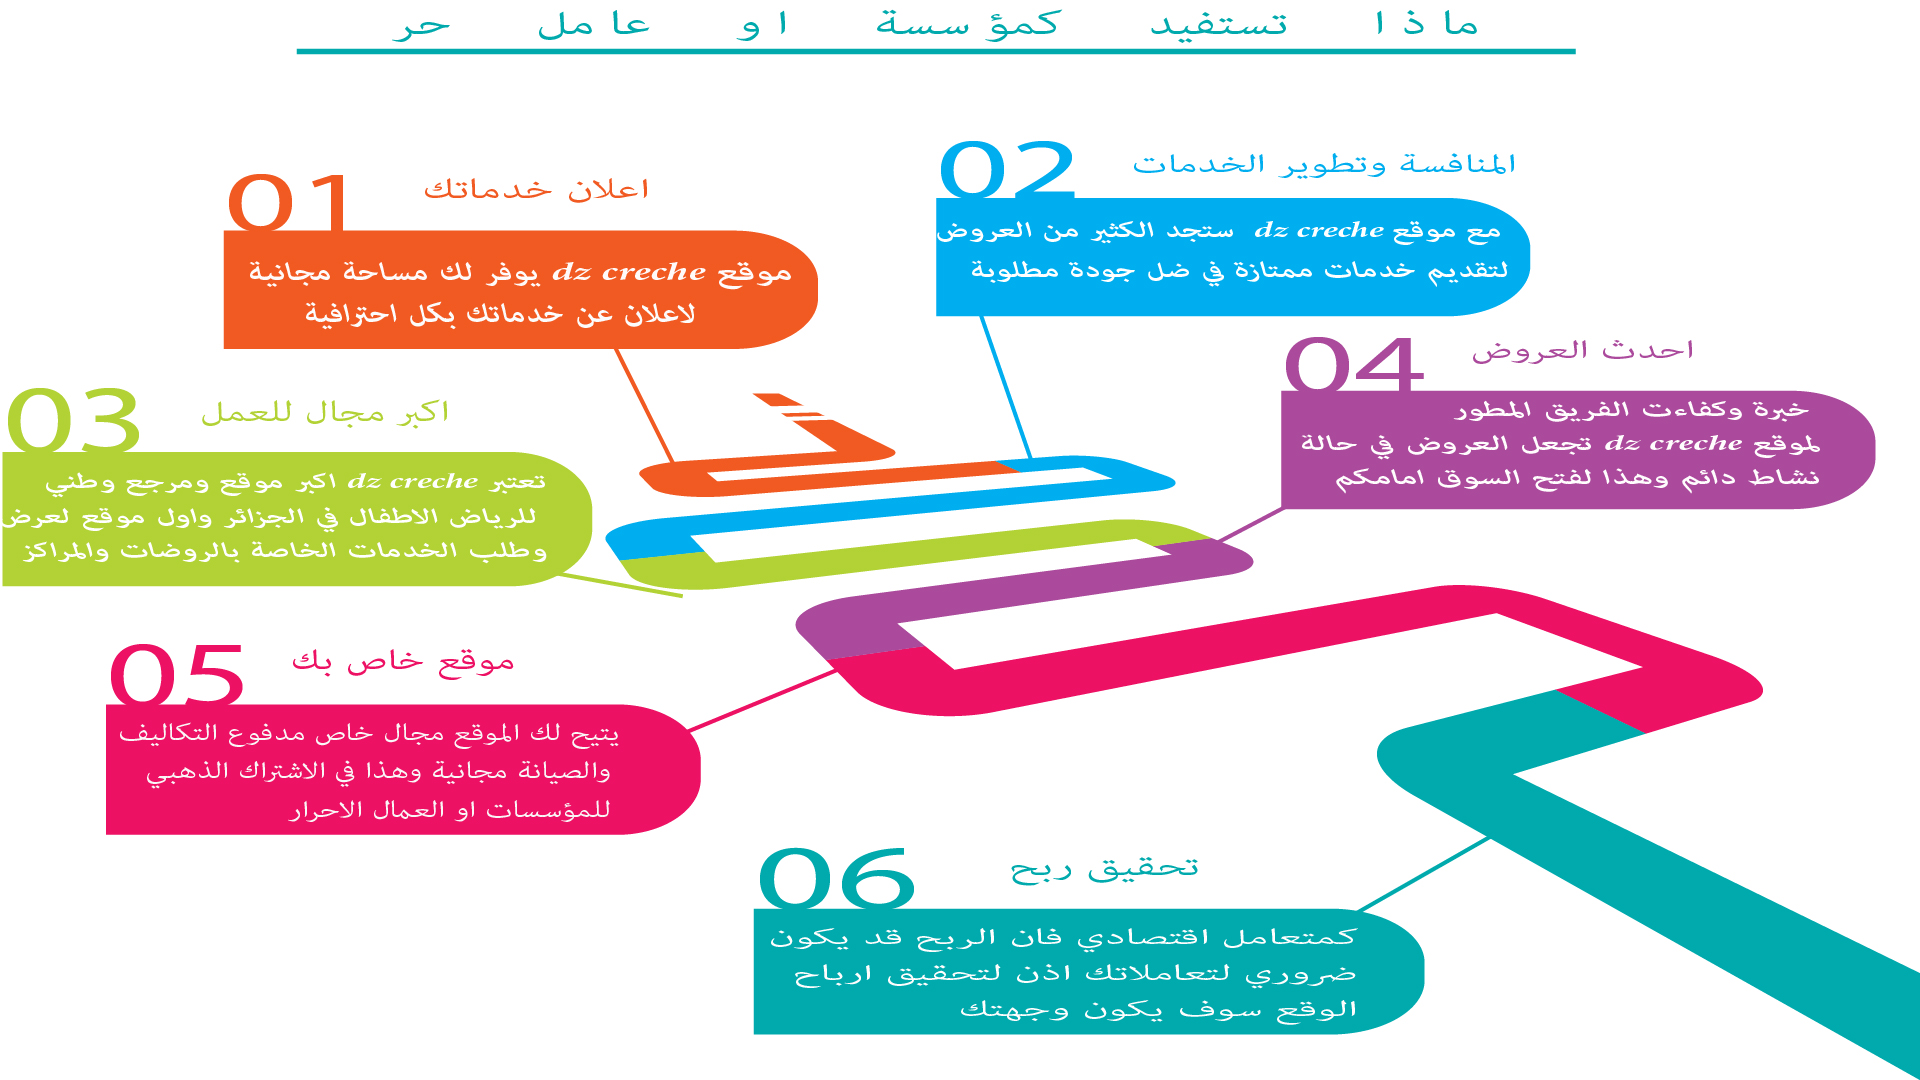 ماذا تستفيد كمؤسسة او عامل حر
01
اعلان خدماتك
موقع dz creche يوفر لك مساحة مجانية
لاعلان عن خدماتك بكل احترافية
02
المنافسة وتطوير الخدمات
مع موقع dz creche ستجد الكثير من العروض
لتقديم خدمات ممتازة في ضل جودة مطلوبة
03
اكبر مجال للعمل
تعتبر dz creche اكبر موقع ومرجع وطني
للرياض الاطفال في الجزائر واول موقع لعرض
وطلب الخدمات الخاصة بالروضات والمراكز
04
احدث العروض
خبرة وكفاءت الفريق المطور
لموقع dz creche تجعل العروض في حالة
نشاط دائم وهذا لفتح السوق امامكم
05
موقع خاص بك
يتيح لك الموقع مجال خاص مدفوع التكاليف
والصيانة مجانية وهذا في الاشتراك الذهبي
للمؤسسات او العمال الاحرار
06
تحقيق ربح
كمتعامل اقتصادي فان الربح قد يكون
ضروري لتعاملاتك اذن لتحقيق ارباح
الوقع سوف يكون وجهتك